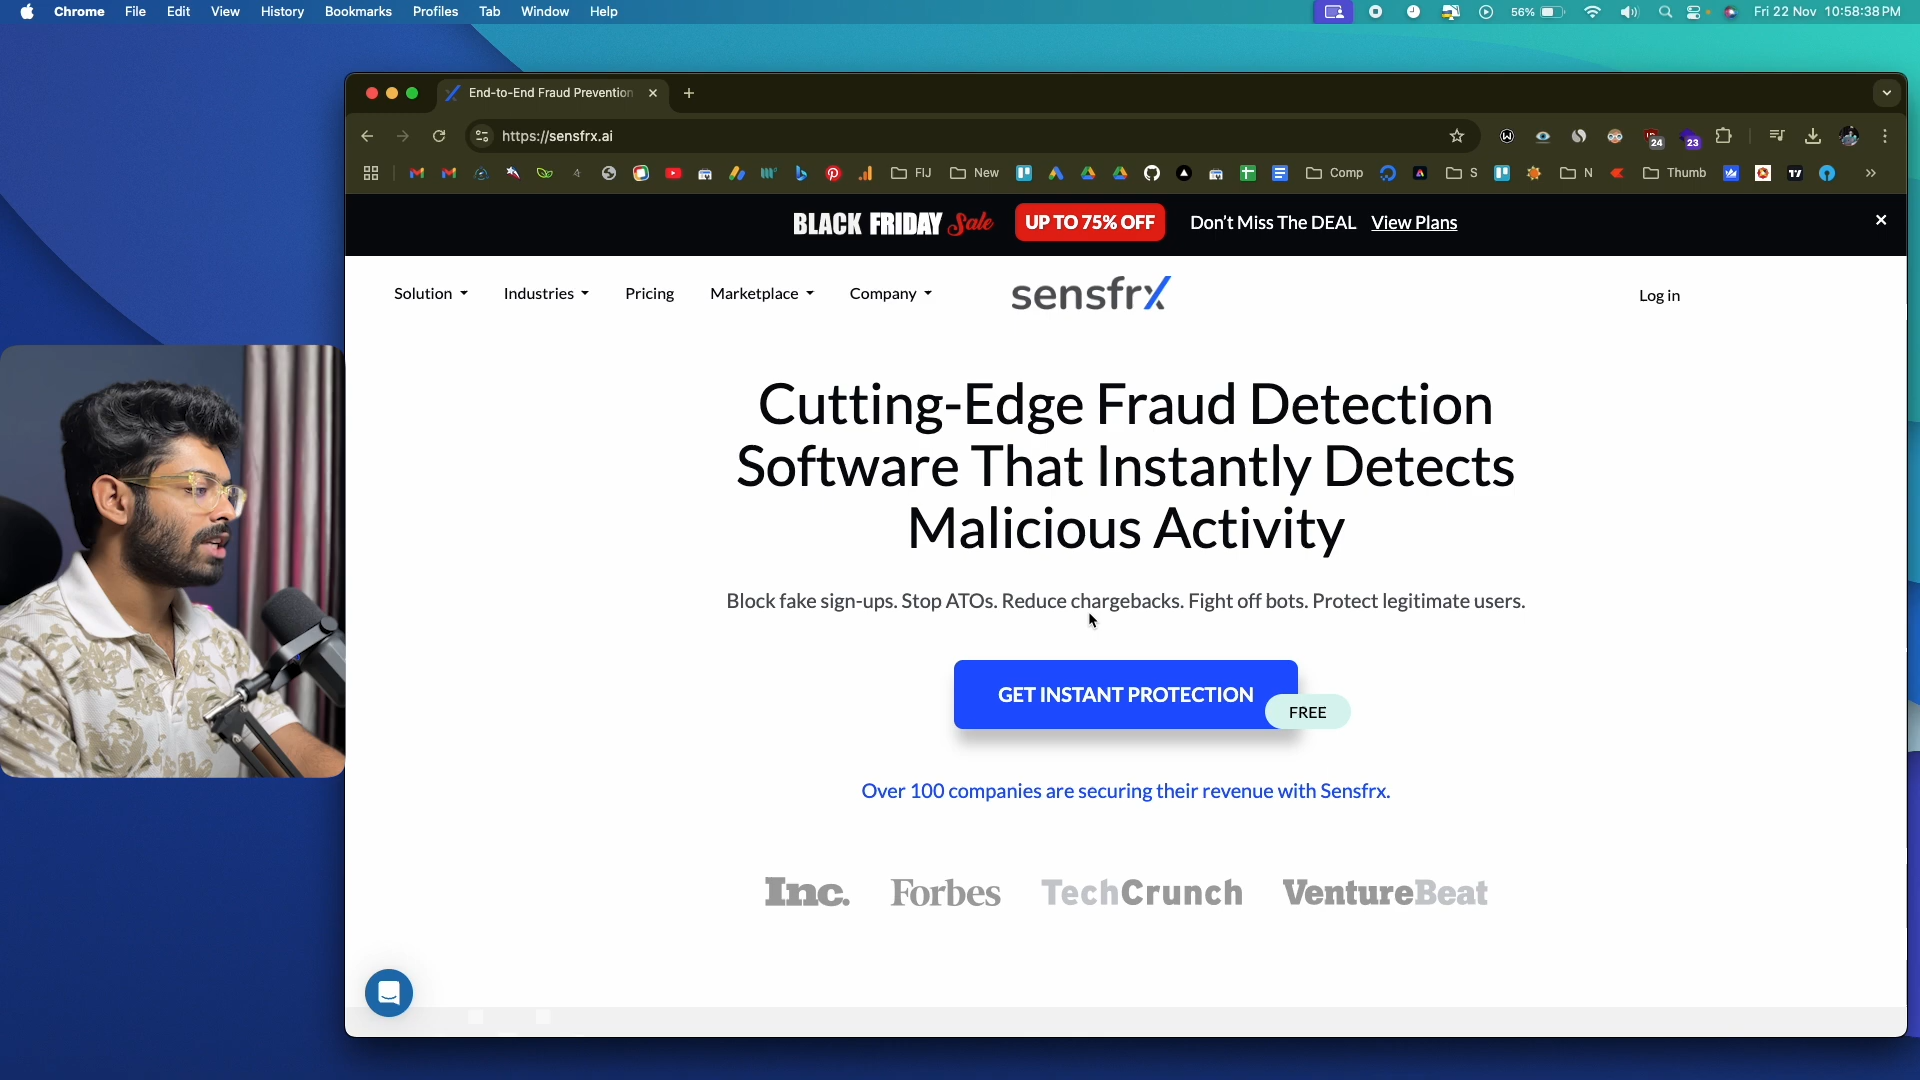 Chrome File Edit View History Bookmarks Profiles Tab Window Help
56%
Fri 22 Nov 10:58:38 PM
End-to-End Fraud Prevention
https://sensfrx.ai
24
23
FIJ
New
Comp
S
N
Thumb
BLACK FRIDAY Sale
UP TO 75% OFF
Don't Miss The DEAL View Plans
Solution
Industries
Pricing
Marketplace
Company
sensfrx
Log in
Cutting-Edge Fraud Detection
Software That Instantly Detects
Malicious Activity
Block fake sign-ups. Stop ATOs. Reduce chargebacks. Fight off bots. Protect legitimate users.
GET INSTANT PROTECTION
FREE
Over 100 companies are securing their revenue with Sensfrx.
Inc. Forbes TechCrunch VentureBeat